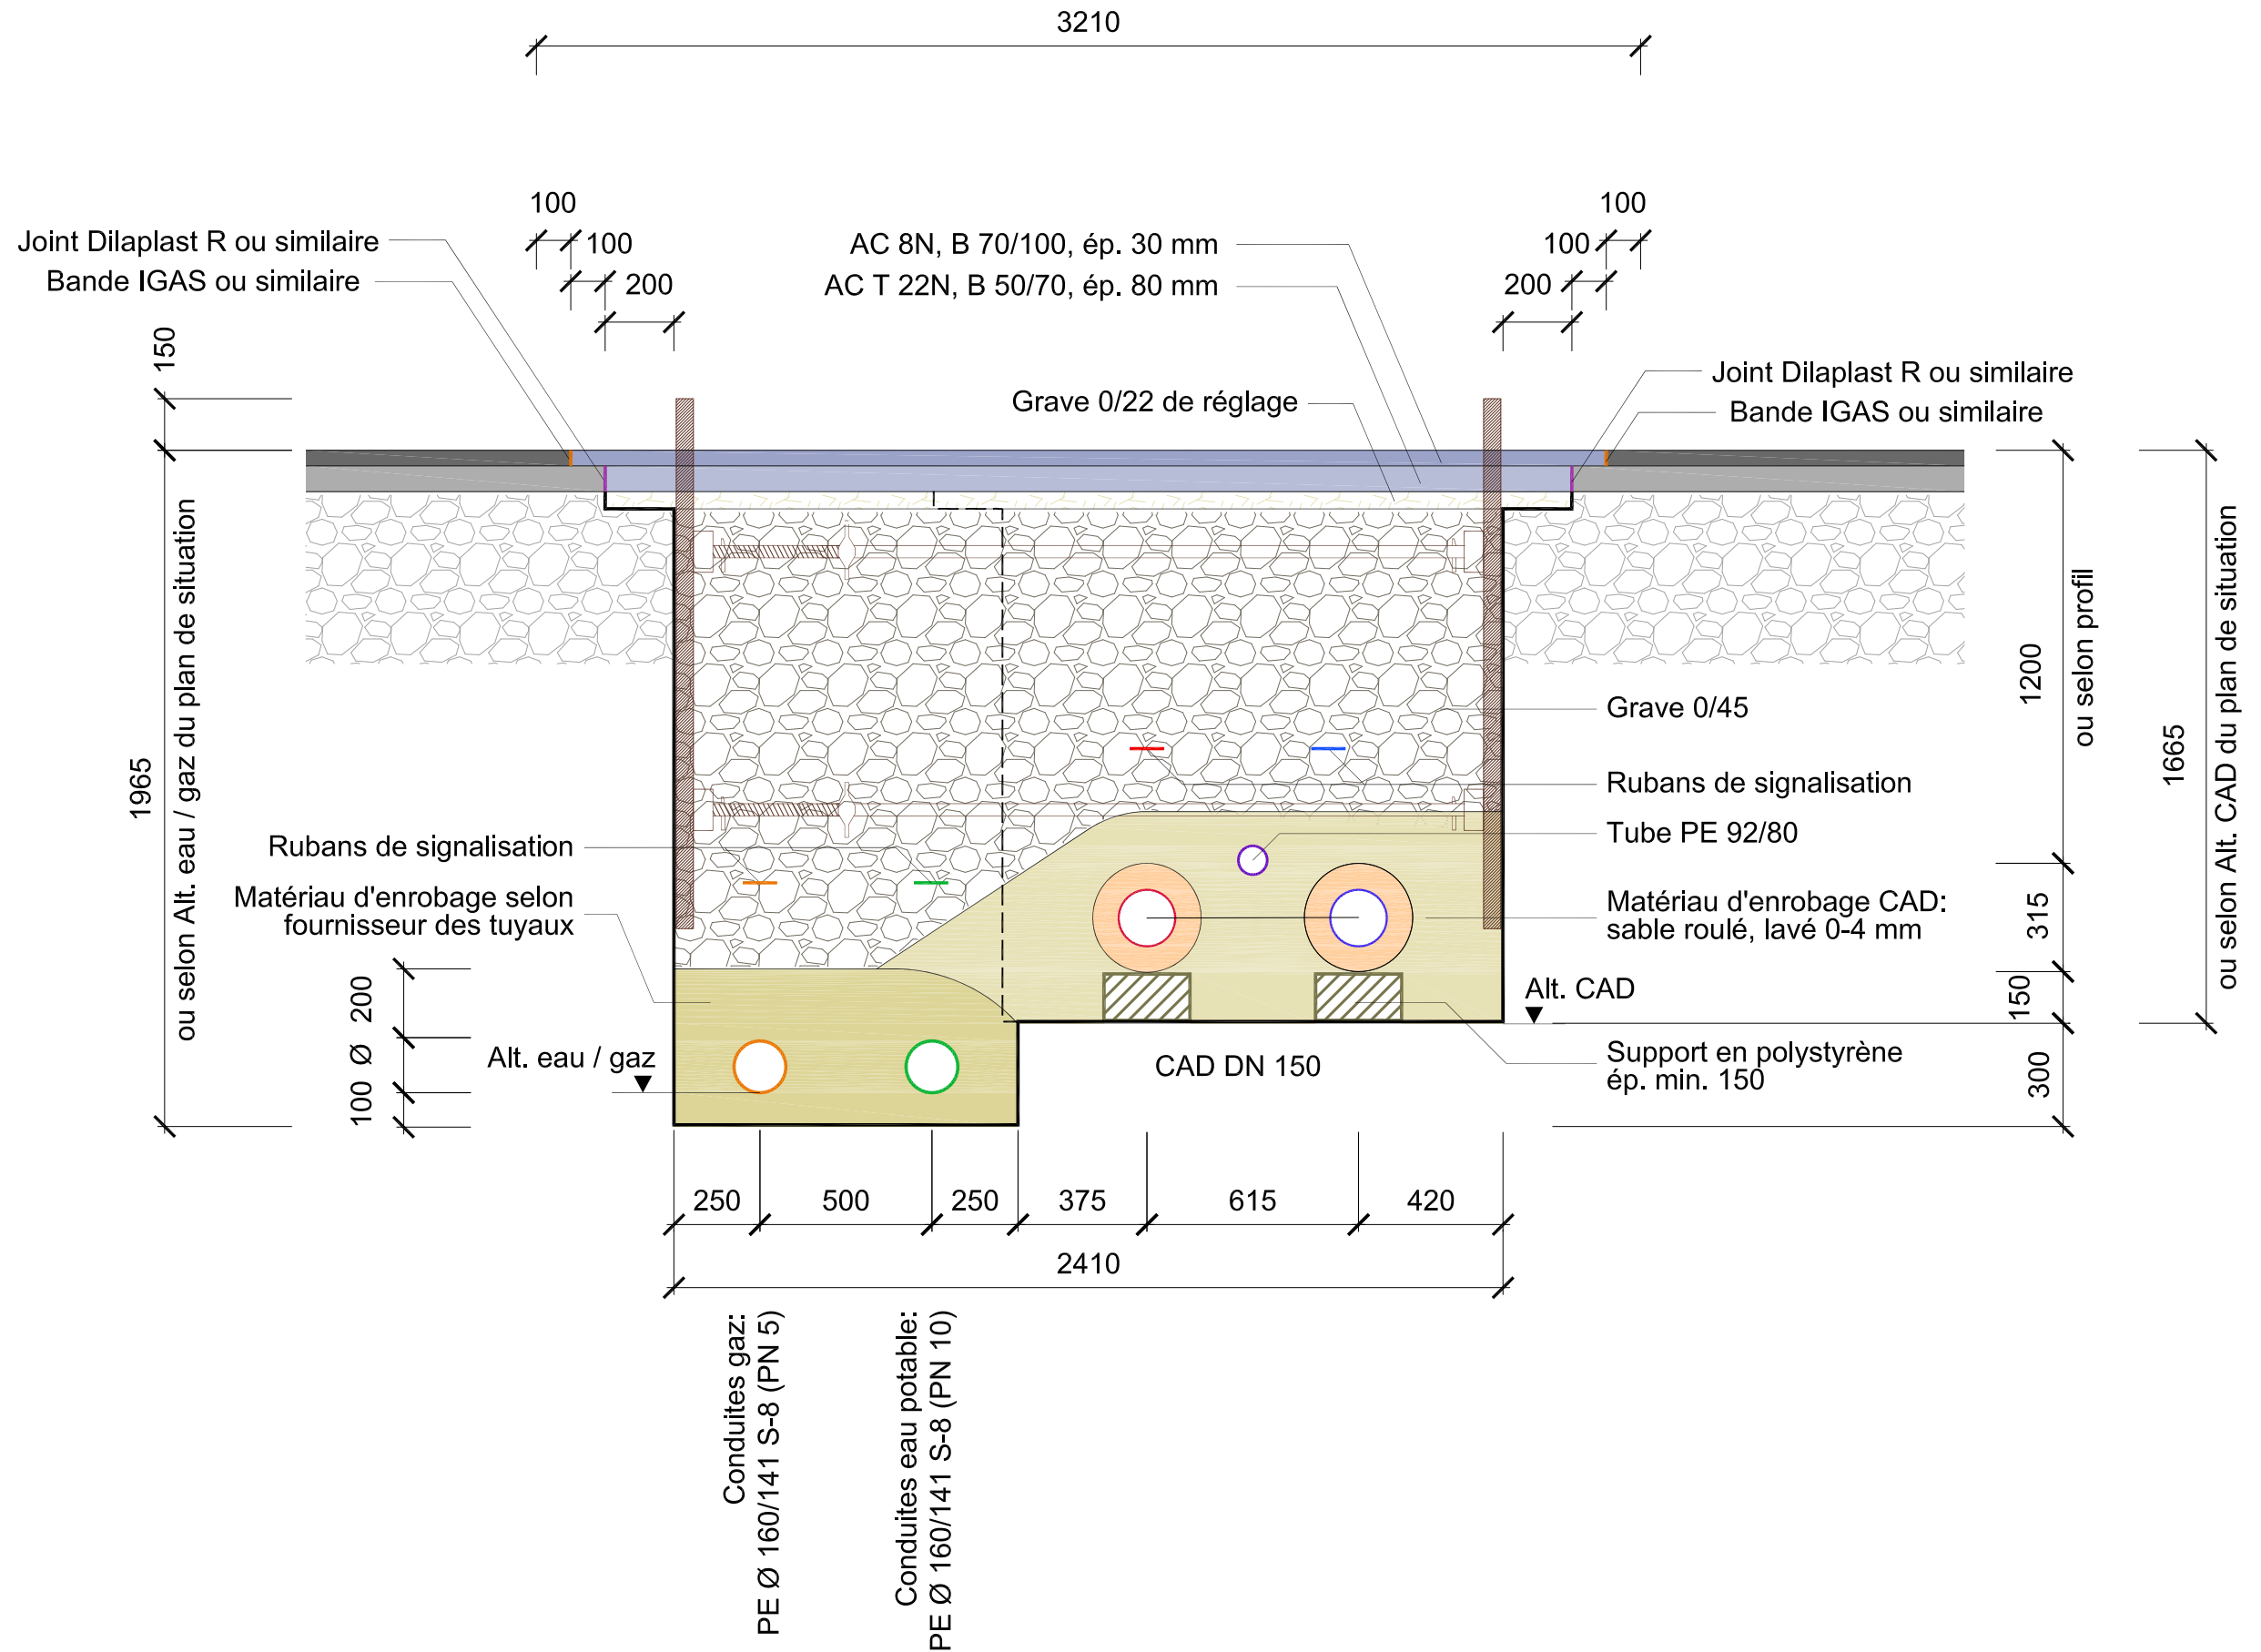 3210
100
100
200
100
100
200
Joint Dilaplast R ou similaire
Bande IGAS ou similaire
AC 8N, B 70/100, ép. 30 mm
AC T 22N, B 50/70, ép. 80 mm
Grave 0/22 de réglage
Joint Dilaplast R ou similaire
Bande IGAS ou similaire
150
1965
ou selon Alt. eau / gaz du plan de situation
1200
ou selon profil
1665
ou selon Alt. CAD du plan de situation
Grave 0/45
Rubans de signalisation
Tube PE 92/80
Matériau d'enrobage CAD:
sable roulé, lavé 0-4 mm
315
150
300
Rubans de signalisation
Matériau d'enrobage selon
fournisseur des tuyaux
100 Ø 200
Alt. eau / gaz
Alt. CAD
CAD DN 150
Support en polystyrène
ép. min. 150
250 500 250 375 615 420
2410
Conduites gaz:
PE Ø 160/141 S-8 (PN 5)
Conduites eau potable:
PE Ø 160/141 S-8 (PN 10)